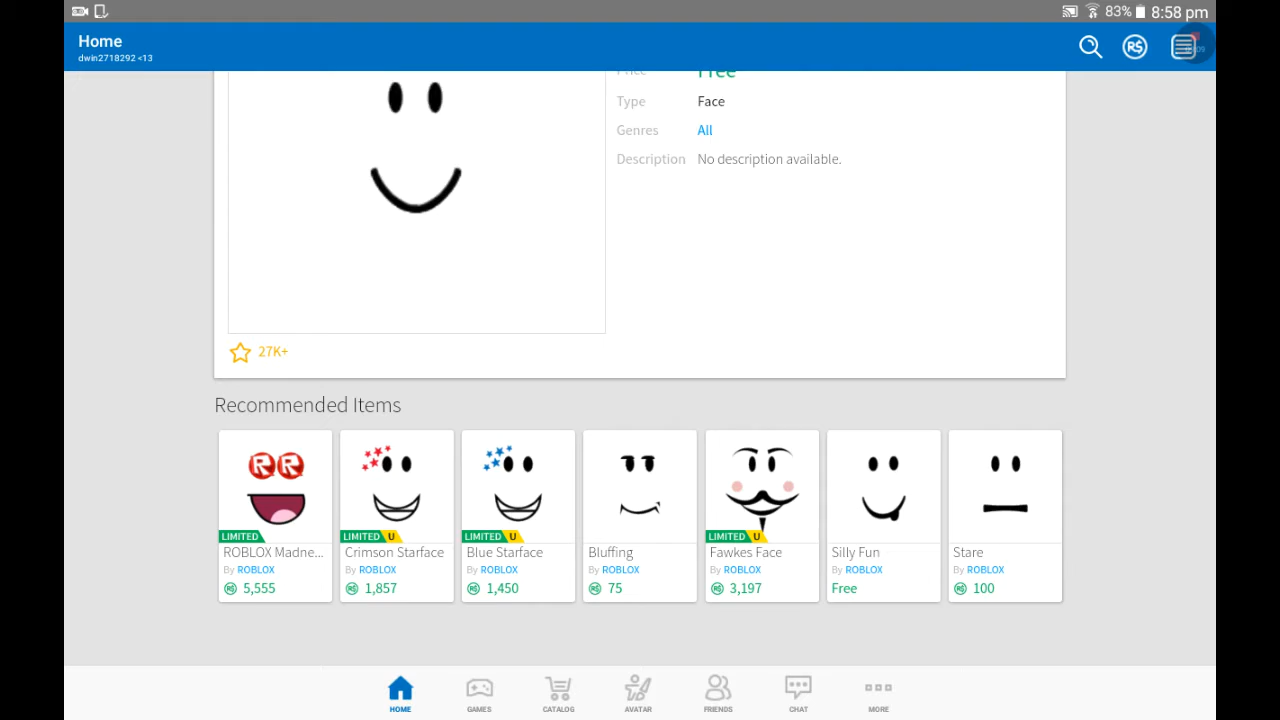 83% 8:58 pm
Home
dwin2718292 <13
R$
Price Free
Type Face
Genres All
Description No description available.
27K+
Recommended Items
R R
LIMITED
ROBLOX Madne...
By ROBLOX
R$ 5,555
LIMITED U
Crimson Starface
By ROBLOX
R$ 1,857
LIMITED U
Blue Starface
By ROBLOX
R$ 1,450
Bluffing
By ROBLOX
R$ 75
LIMITED U
Fawkes Face
By ROBLOX
R$ 3,197
Silly Fun
By ROBLOX
Free
Stare
By ROBLOX
R$ 100
HOME GAMES CATALOG AVATAR FRIENDS CHAT MORE